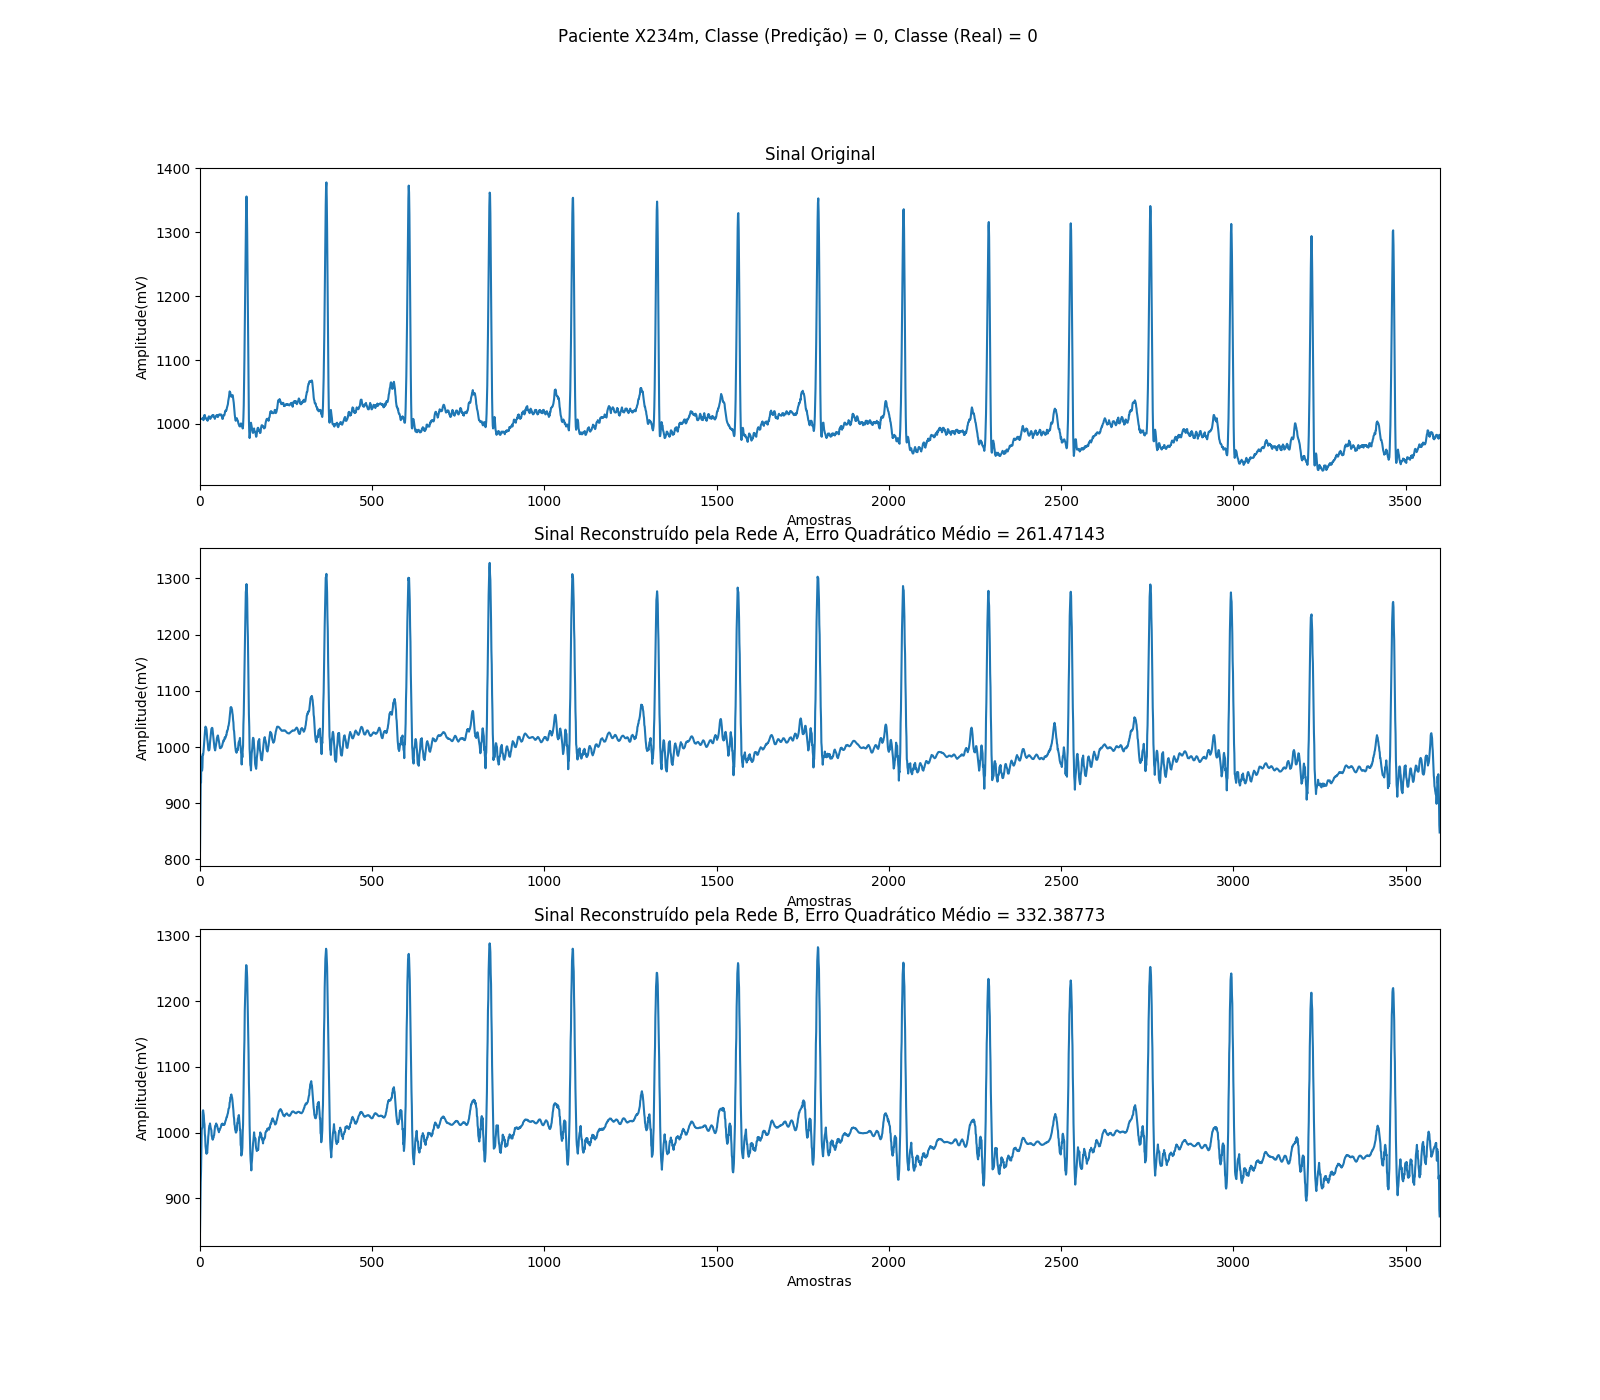 Paciente X234m, Classe (Predição) = 0, Classe (Real) = 0
Sinal Original
Amplitude(mV)
1400
1300
1200
1100
1000
0 500 1000 1500 2000 2500 3000 3500
Amostras
Sinal Reconstruído pela Rede A, Erro Quadrático Médio = 261.47143
Amplitude(mV)
1300
1200
1100
1000
900
800
0 500 1000 1500 2000 2500 3000 3500
Amostras
Sinal Reconstruído pela Rede B, Erro Quadrático Médio = 332.38773
Amplitude(mV)
1300
1200
1100
1000
900
0 500 1000 1500 2000 2500 3000 3500
Amostras